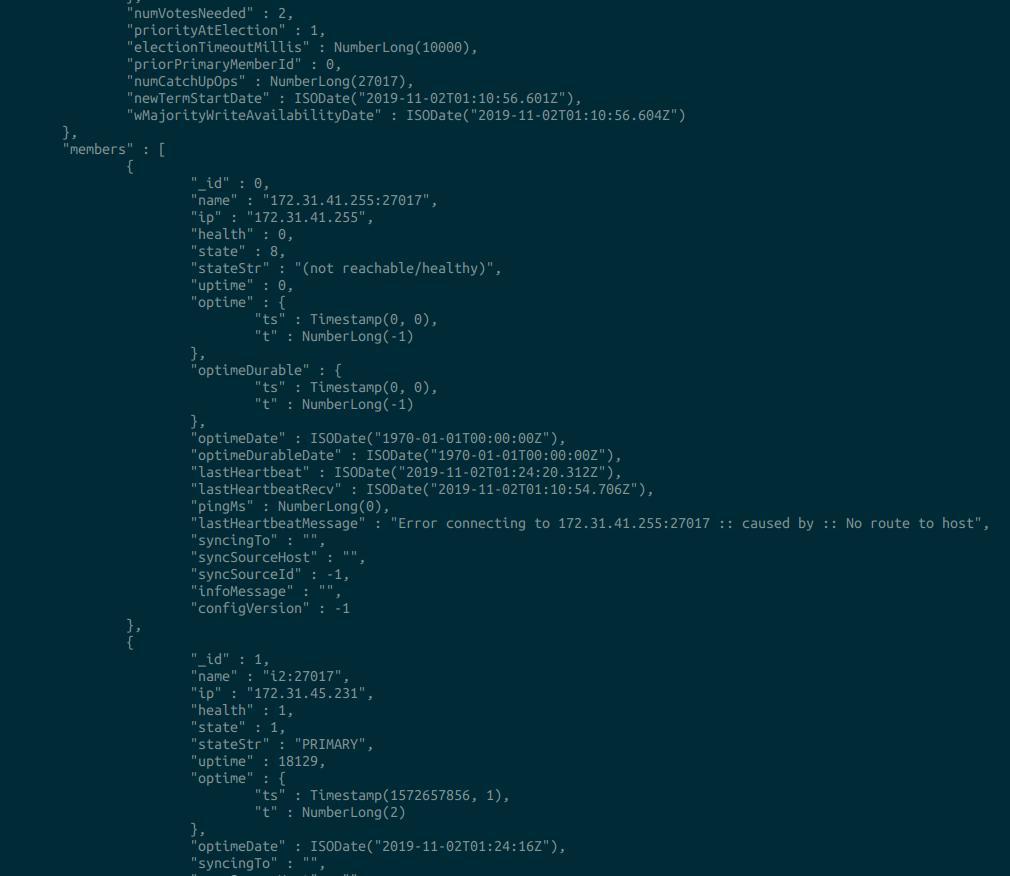 },
"numVotesNeeded" : 2,
"priorityAtElection" : 1,
"electionTimeoutMillis" : NumberLong(10000),
"priorPrimaryMemberId" : 0,
"numCatchUpOps" : NumberLong(27017),
"newTermStartDate" : ISODate("2019-11-02T01:10:56.601Z"),
"wMajorityWriteAvailabilityDate" : ISODate("2019-11-02T01:10:56.604Z")
},
"members" : [
{
"_id" : 0,
"name" : "172.31.41.255:27017",
"ip" : "172.31.41.255",
"health" : 0,
"state" : 8,
"stateStr" : "(not reachable/healthy)",
"uptime" : 0,
"optime" : {
"ts" : Timestamp(0, 0),
"t" : NumberLong(-1)
},
"optimeDurable" : {
"ts" : Timestamp(0, 0),
"t" : NumberLong(-1)
},
"optimeDate" : ISODate("1970-01-01T00:00:00Z"),
"optimeDurableDate" : ISODate("1970-01-01T00:00:00Z"),
"lastHeartbeat" : ISODate("2019-11-02T01:24:20.312Z"),
"lastHeartbeatRecv" : ISODate("2019-11-02T01:10:54.706Z"),
"pingMs" : NumberLong(0),
"lastHeartbeatMessage" : "Error connecting to 172.31.41.255:27017 :: caused by :: No route to host",
"syncingTo" : "",
"syncSourceHost" : "",
"syncSourceId" : -1,
"infoMessage" : "",
"configVersion" : -1
},
{
"_id" : 1,
"name" : "i2:27017",
"ip" : "172.31.45.231",
"health" : 1,
"state" : 1,
"stateStr" : "PRIMARY",
"uptime" : 18129,
"optime" : {
"ts" : Timestamp(1572657856, 1),
"t" : NumberLong(2)
},
"optimeDate" : ISODate("2019-11-02T01:24:16Z"),
"syncingTo" : "",